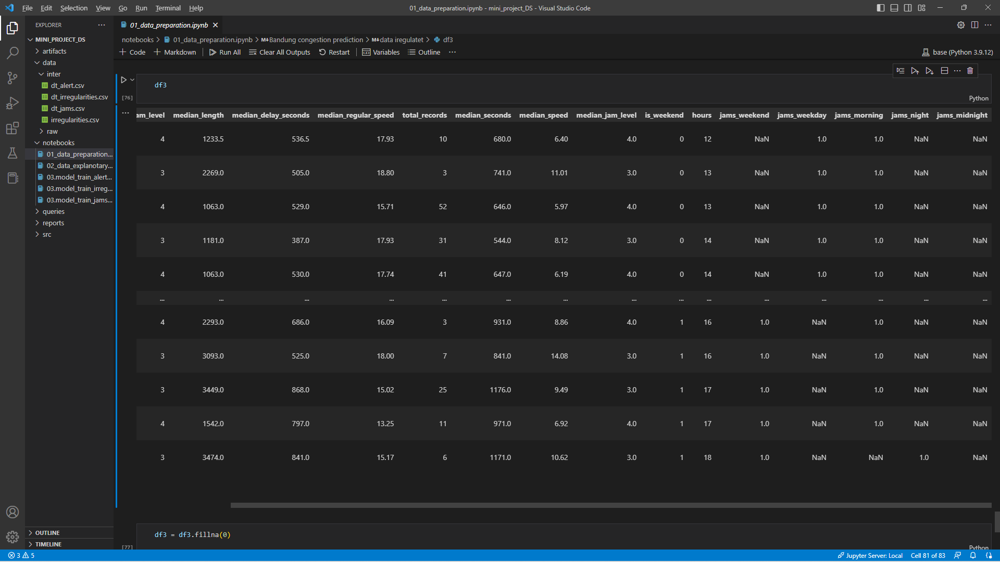 File Edit Selection View Go Run Terminal Help
01_data_preparation.ipynb - mini_project_DS - Visual Studio Code
EXPLORER
MINI_PROJECT_DS
artifacts
data
inter
dt_alert.csv
dt_irregularities.csv
dt_jams.csv
irregularities.csv
raw
notebooks
01_data_preparation...
02_data_explanotary...
03.model_train_alert...
03.model_train_irreg...
03.model_train_jams...
queries
reports
src
OUTLINE
TIMELINE
01_data_preparation.ipynb
notebooks > 01_data_preparation.ipynb > M↓Bandung congestion prediction > M↓data iregulatet > df3
+ Code + Markdown | Run All Clear All Outputs Restart | Variables Outline ...
base (Python 3.9.12)
df3
[76]
Python
am_level median_length median_delay_seconds median_regular_speed total_records median_seconds median_speed median_jam_level is_weekend hours jams_weekend jams_weekday jams_morning jams_night jams_midnight
4 1233.5 536.5 17.93 10 680.0 6.40 4.0 0 12 NaN 1.0 1.0 NaN NaN
3 2269.0 505.0 18.80 3 741.0 11.01 3.0 0 13 NaN 1.0 1.0 NaN NaN
4 1063.0 529.0 15.71 52 646.0 5.97 4.0 0 13 NaN 1.0 1.0 NaN NaN
3 1181.0 387.0 17.93 31 544.0 8.12 3.0 0 14 NaN 1.0 1.0 NaN NaN
4 1063.0 530.0 17.74 41 647.0 6.19 4.0 0 14 NaN 1.0 1.0 NaN NaN
... ... ... ... ... ... ... ... ... ... ... ... ... ... ...
4 2293.0 686.0 16.09 3 931.0 8.86 4.0 1 16 1.0 NaN 1.0 NaN NaN
3 3093.0 525.0 18.00 7 841.0 14.08 3.0 1 16 1.0 NaN 1.0 NaN NaN
3 3449.0 868.0 15.02 25 1176.0 9.49 3.0 1 17 1.0 NaN 1.0 NaN NaN
4 1542.0 797.0 13.25 11 971.0 6.92 4.0 1 17 1.0 NaN 1.0 NaN NaN
3 3474.0 841.0 15.17 6 1171.0 10.62 3.0 1 18 1.0 NaN NaN 1.0 NaN
df3 = df3.fillna(0)
[77]
Python
3 5
Jupyter Server: Local Cell 81 of 83